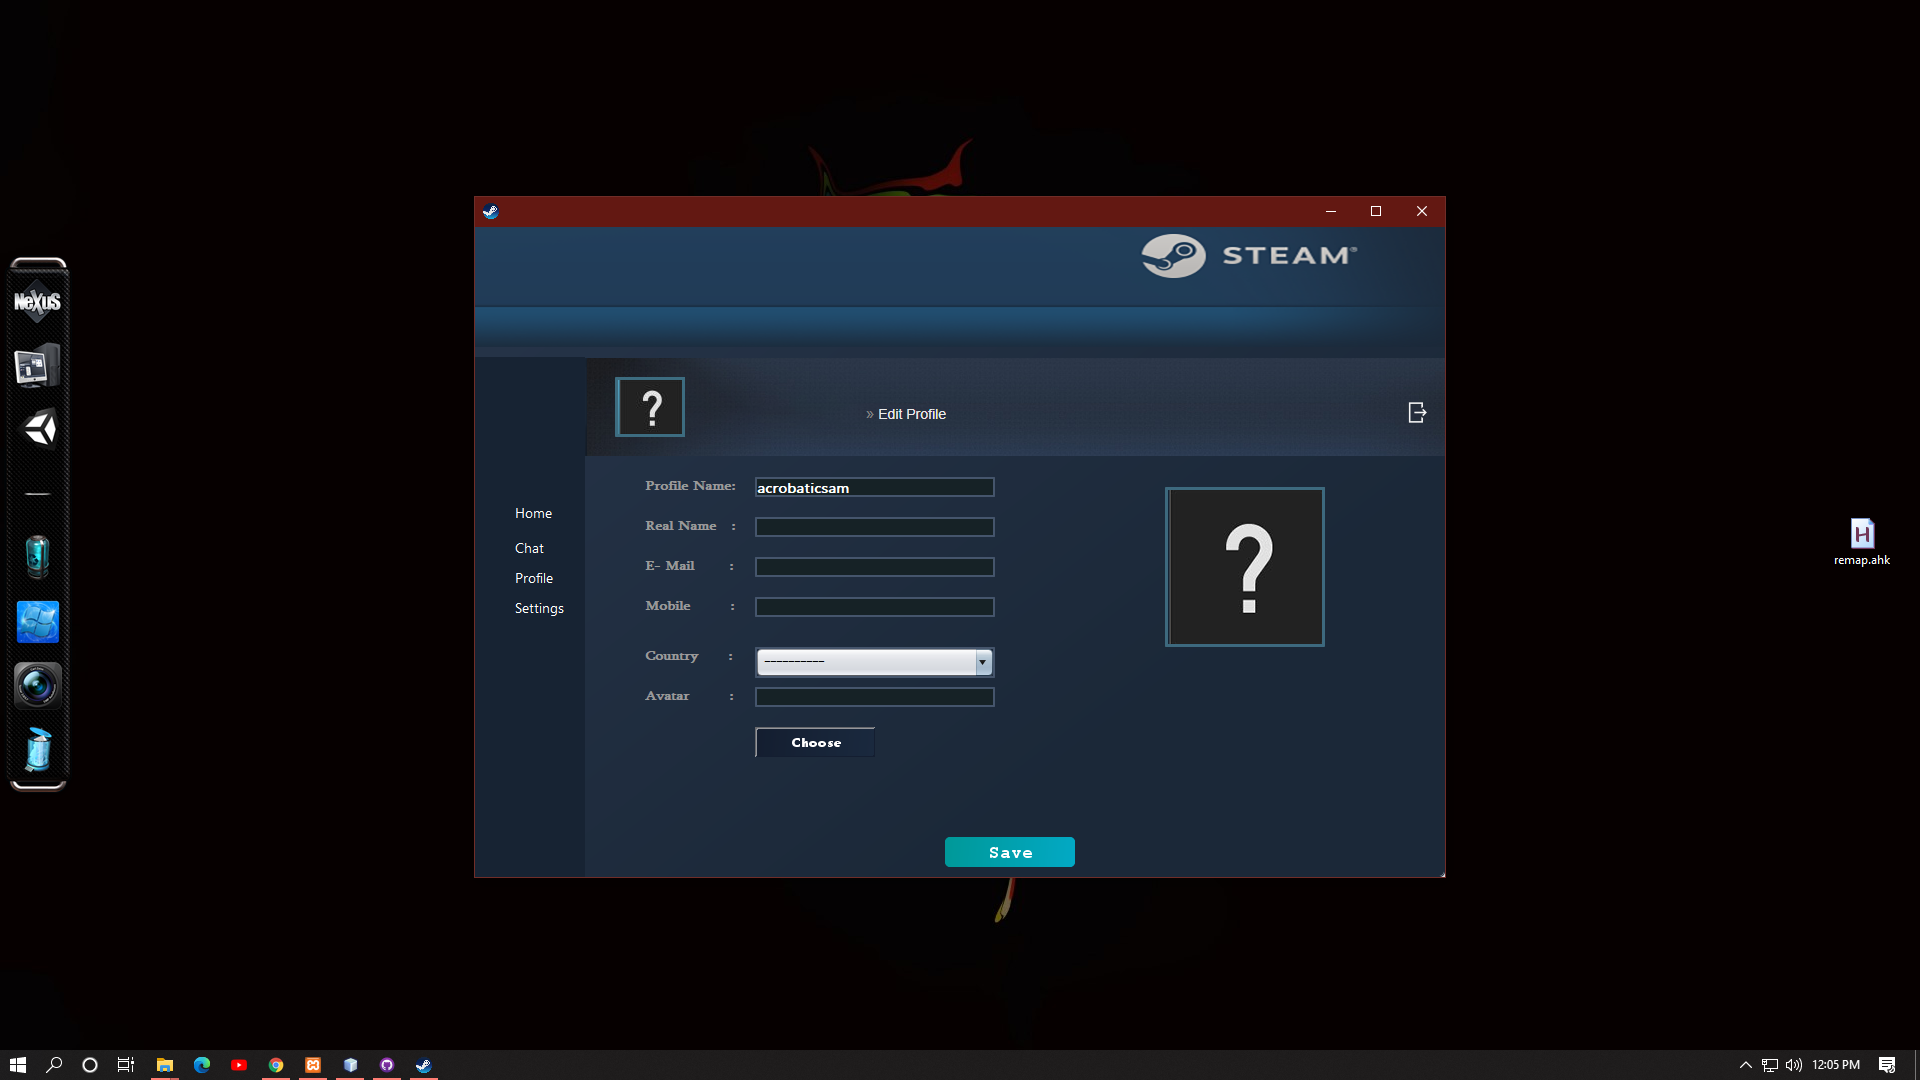 STEAM®
NeXuS
» Edit Profile
Profile Name: acrobaticsam
Real Name :
E- Mail :
Mobile :
Country : ----------
Avatar :
Choose
Save
Home
Chat
Profile
Settings
H
remap.ahk
12:05 PM